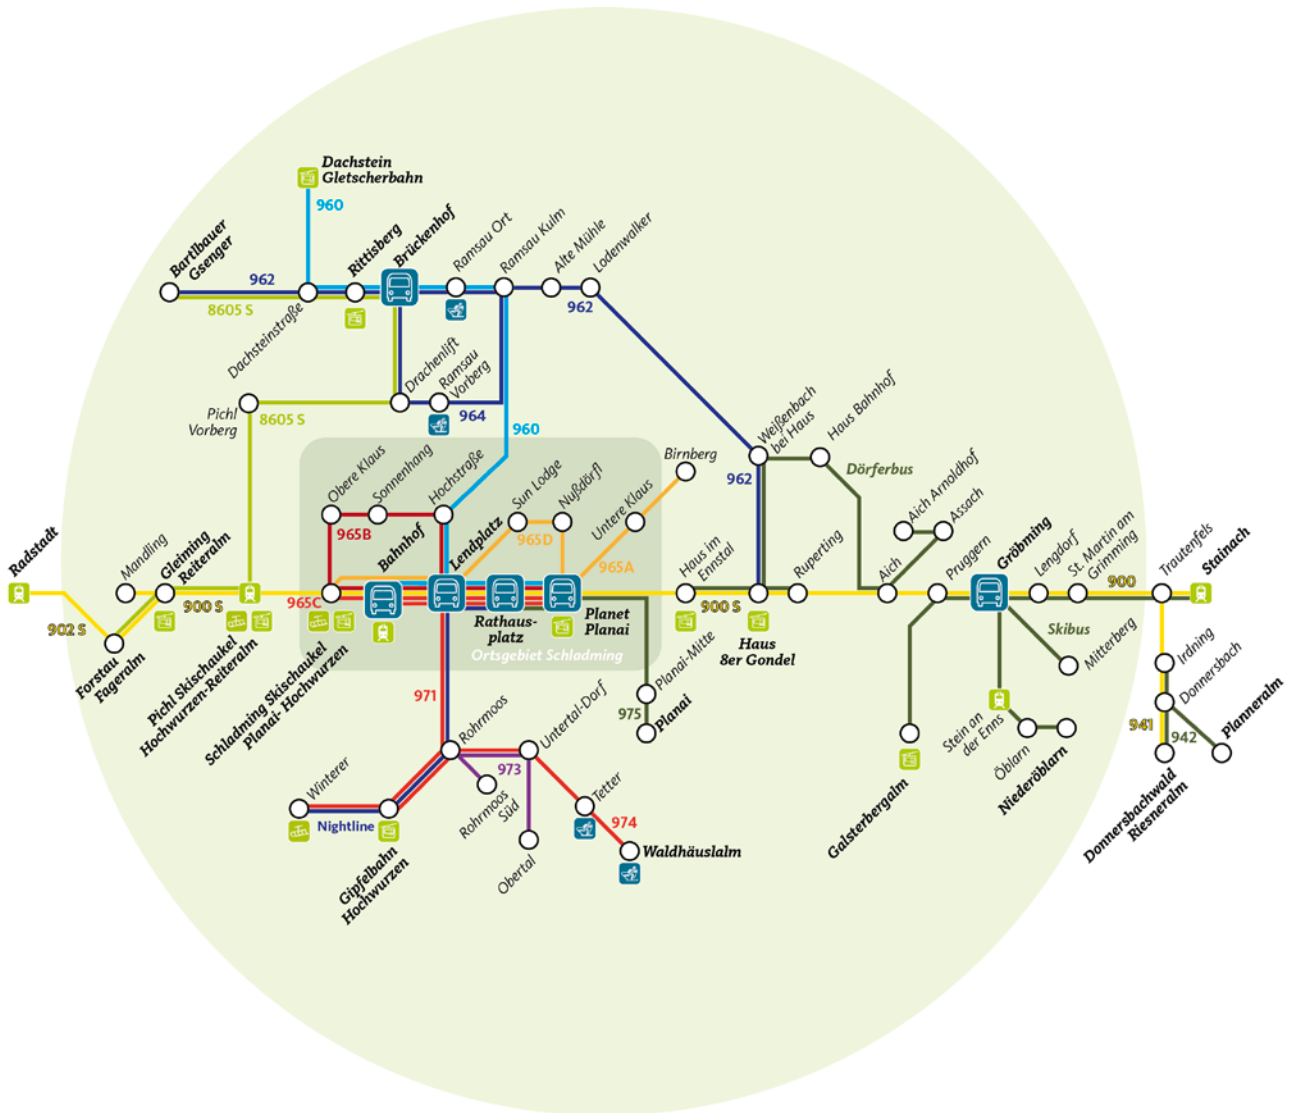 Dachstein
Gletscherbahn
960
Bartlbauer
Gsenger
962
8605 S
Dachsteinstraße
Rittisberg
Brückenhof
Ramsau Ort
Ramsau Kulm
Alte Mühle
Lodenwalker
962
Drachenlift
Ramsau
Vorberg
964
Pichl
Vorberg
8605 S
960
Weißenbach
bei Haus
Haus Bahnhof
962
Dörferbus
Obere Klaus
Sonnenhang
Hochstraße
Sun Lodge
Nußdörfl
Untere Klaus
Birnberg
965B
Bahnhof
Lendplatz
965D
965A
Aich Arnoldhof
Assach
Radstadt
Mandling
Gleiming
Reiteralm
900 S
965C
902 S
Forstau
Fageralm
Pichl Skischaukel
Hochwurzen-Reiteralm
Schladming Skischaukel
Planai- Hochwurzen
Rathaus-
platz
Planet
Planai
Ortsgebiet Schladming
Haus im
Ennstal
900 S
Haus
8er Gondel
Ruperting
Aich
Pruggern
Gröbming
Lengdorf
St. Martin am
Grimming
900
Trautenfels
Stainach
Skibus
Mitterberg
Irdning
Donnersbach
941
942
Planneralm
Donnersbachwald
Riesneralm
Planai-Mitte
975
Planai
971
Rohrmoos
Untertal-Dorf
973
Winterer
Nightline
Gipfelbahn
Hochwurzen
Rohrmoos
Süd
Obertal
Tetter
974
Waldhäuslalm
Galsterbergalm
Stein an
der Enns
Öblarn
Niederöblarn